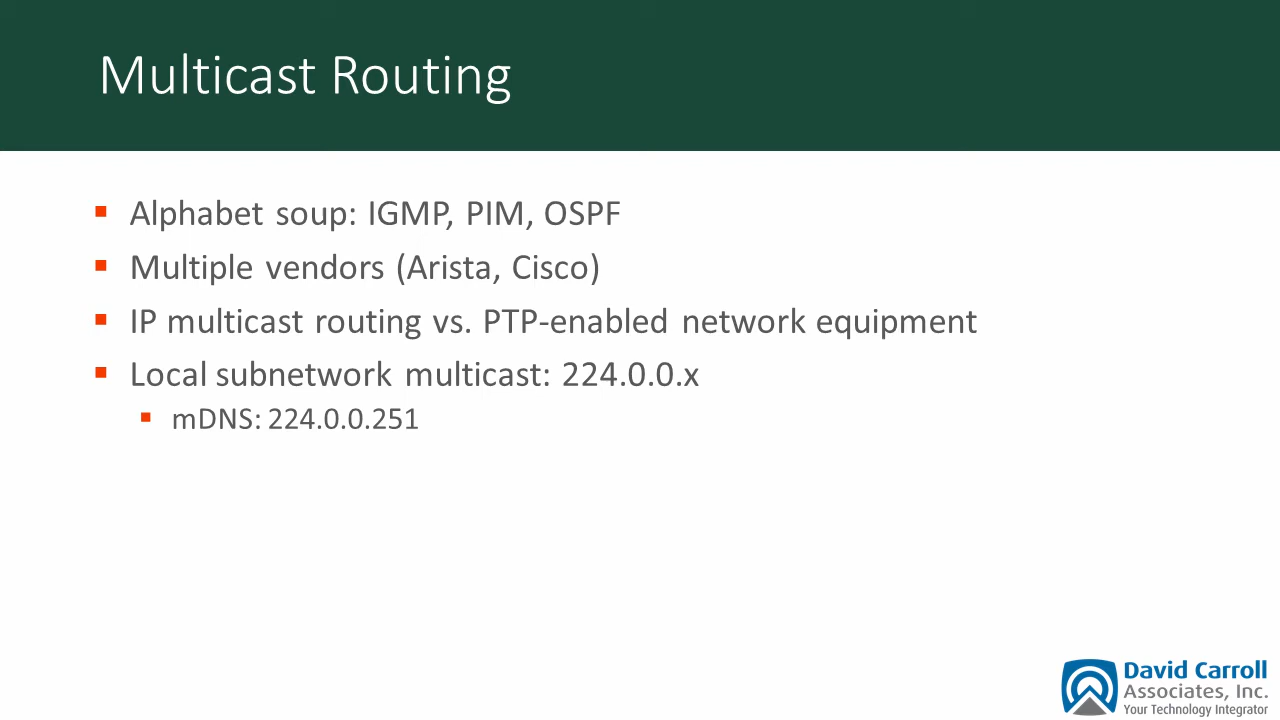 Multicast Routing
Alphabet soup: IGMP, PIM, OSPF
Multiple vendors (Arista, Cisco)
IP multicast routing vs. PTP-enabled network equipment
Local subnetwork multicast: 224.0.0.x
mDNS: 224.0.0.251
David Carroll
Associates, Inc.
Your Technology Integrator